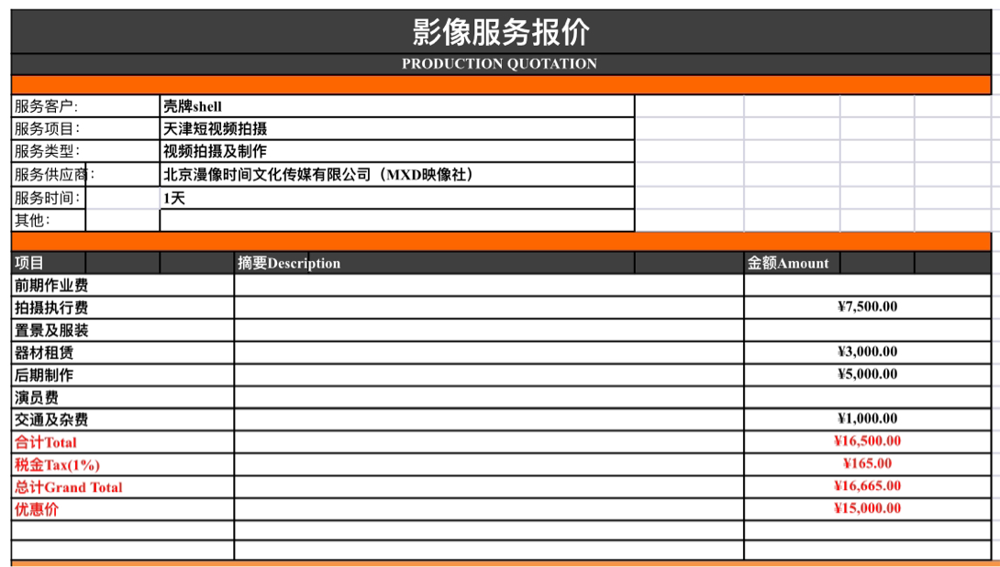 影像服务报价
PRODUCTION QUOTATION
服务客户: 壳牌shell
服务项目: 天津短视频拍摄
服务类型: 视频拍摄及制作
服务供应商: 北京漫像时间文化传媒有限公司（MXD映像社）
服务时间: 1天
其他:
项目 摘要Description 金额Amount
前期作业费
拍摄执行费 ¥7,500.00
置景及服装
器材租赁 ¥3,000.00
后期制作 ¥5,000.00
演员费
交通及杂费 ¥1,000.00
合计Total ¥16,500.00
税金Tax(1%) ¥165.00
总计Grand Total ¥16,665.00
优惠价 ¥15,000.00